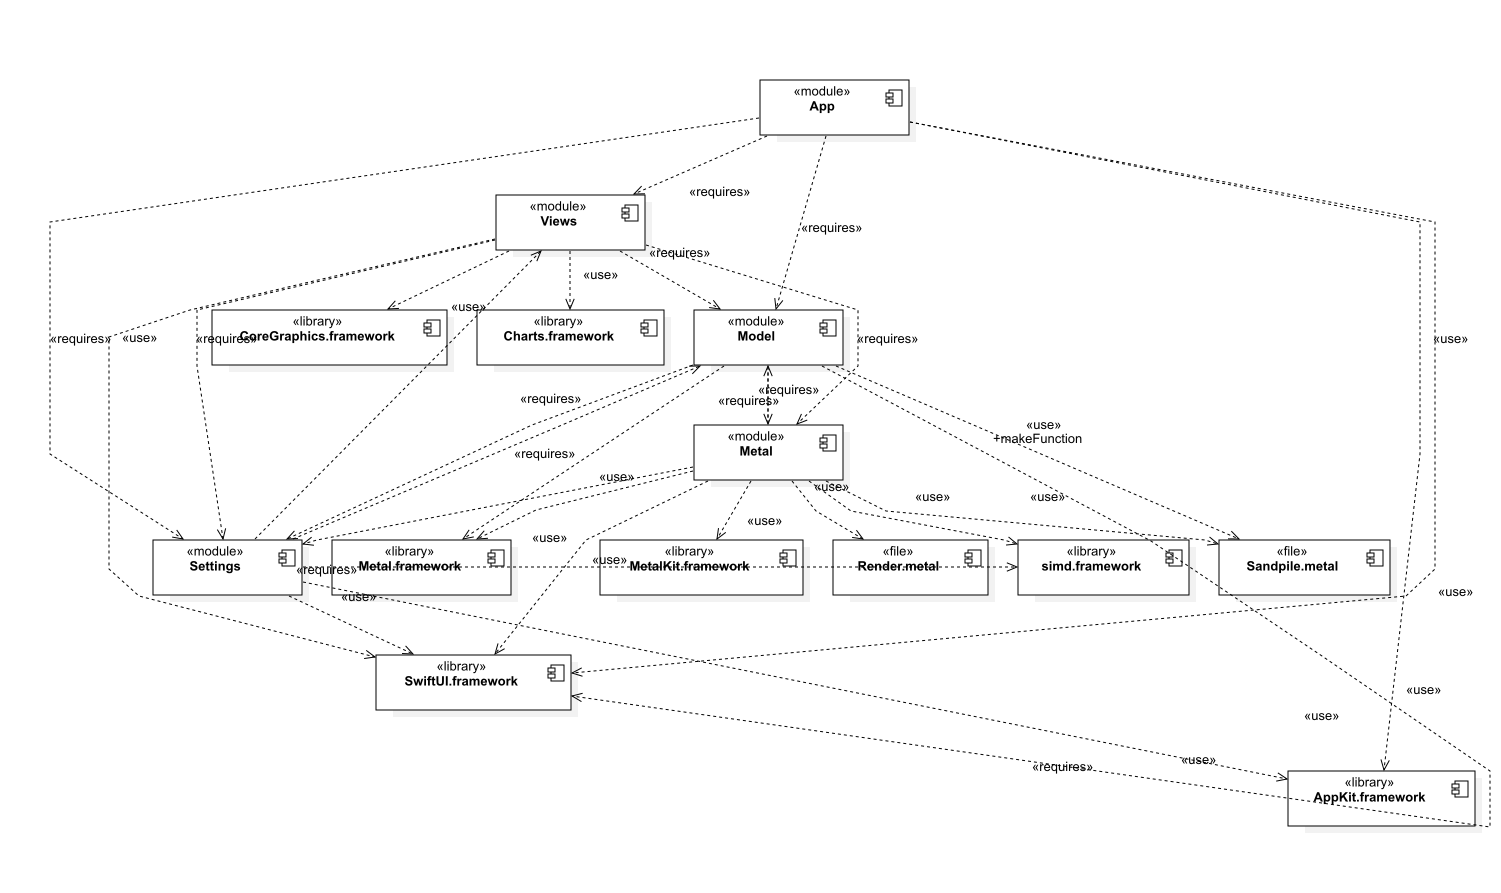 «module»
App
«requires»
«module»
Views
«requires»
«requires»
«use»
«use»
«library»
CoreGraphics.framework
«library»
Charts.framework
«module»
Model
«requires»
«use»
«requires»
«requires»
«use»
«requires»
«requires»
«requires»
«use»
+makeFunction
«module»
Metal
«requires»
«use»
«use»
«use»
«use»
«use»
«use»
«module»
Settings
«library»
Metal.framework
«library»
MetalKit.framework
«file»
Render.metal
«library»
simd.framework
«file»
Sandpile.metal
«use»
«requires»
«use»
«use»
«library»
SwiftUI.framework
«use»
«use»
«use»
«requires»
«library»
AppKit.framework